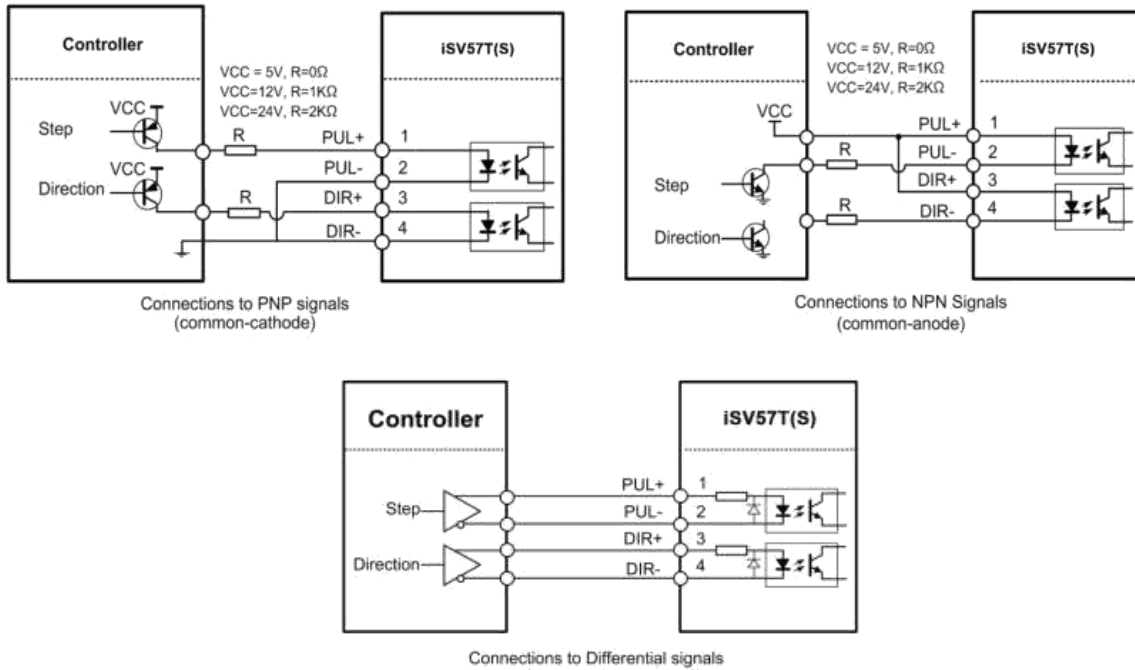 Controller
iSV57T(S)
VCC = 5V, R=0Ω
VCC=12V, R=1KΩ
VCC=24V, R=2KΩ
VCC
Step
R
PUL+
1
VCC
PUL-
2
Direction
R
DIR+
3
DIR-
4
Connections to PNP signals
(common-cathode)
Controller
iSV57T(S)
VCC = 5V, R=0Ω
VCC=12V, R=1KΩ
VCC=24V, R=2KΩ
VCC
PUL+
1
R
PUL-
2
Step
DIR+
3
R
DIR-
4
Direction
Connections to NPN Signals
(common-anode)
Controller
iSV57T(S)
PUL+
1
Step
PUL-
2
DIR+
3
Direction
DIR-
4
Connections to Differential signals